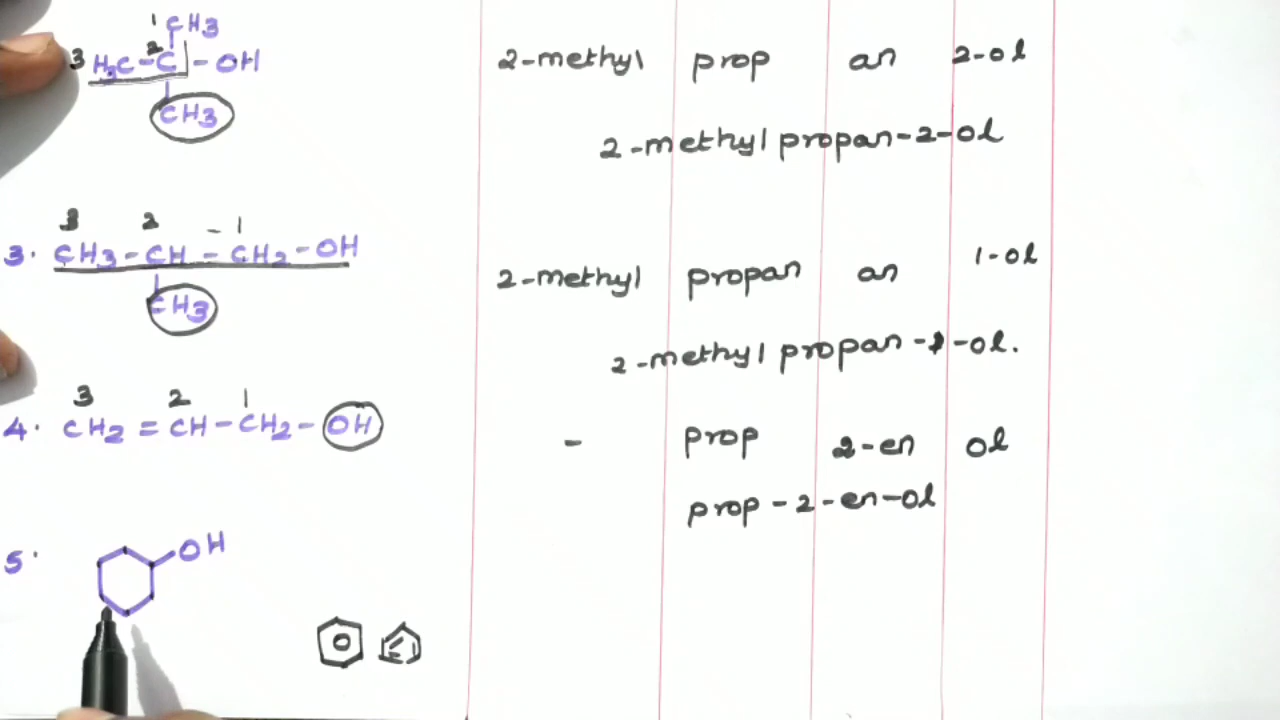 1 CH3
3 2
H3C-C-OH 2-methyl prop an 2-ol
CH3
2-methyl propan-2-ol
3 2 -1
3. CH3-CH-CH2-OH 2-methyl propan an 1-ol
CH3
2-methyl propan-1-ol.
3 2 1
4. CH2=CH-CH2-OH - prop 2-en ol
prop-2-en-ol
5. OH